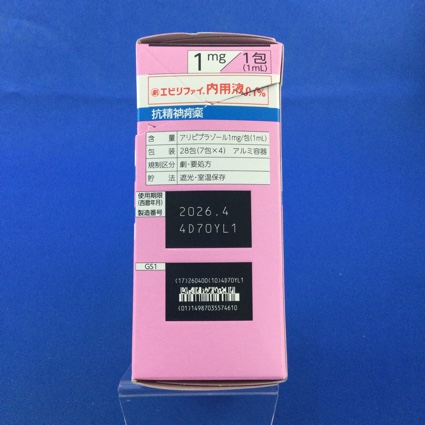 1mg/1包
(1mL)
劇 エビリファイ®内用液0.1%
抗精神病薬
含量 アリピプラゾール1mg/包(1mL)
包装 28包(7包×4) アルミ容器
規制区分 劇・要処方
貯法 遮光・室温保存
使用期限
(西暦年月)
製造番号
2026.4
4D70YL1
GS1
(17)260400(10)4D70YL1
(01)14987035574610